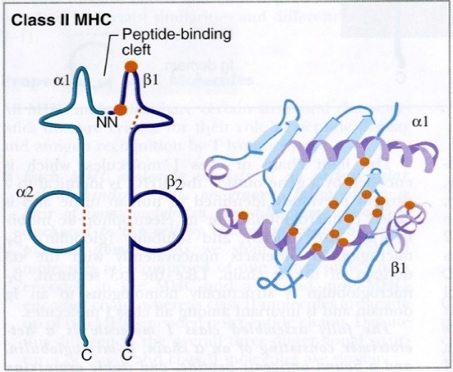 Class II MHC
Peptide-binding
cleft
α1
β1
NN
α2
β2
C
C
α1
β1